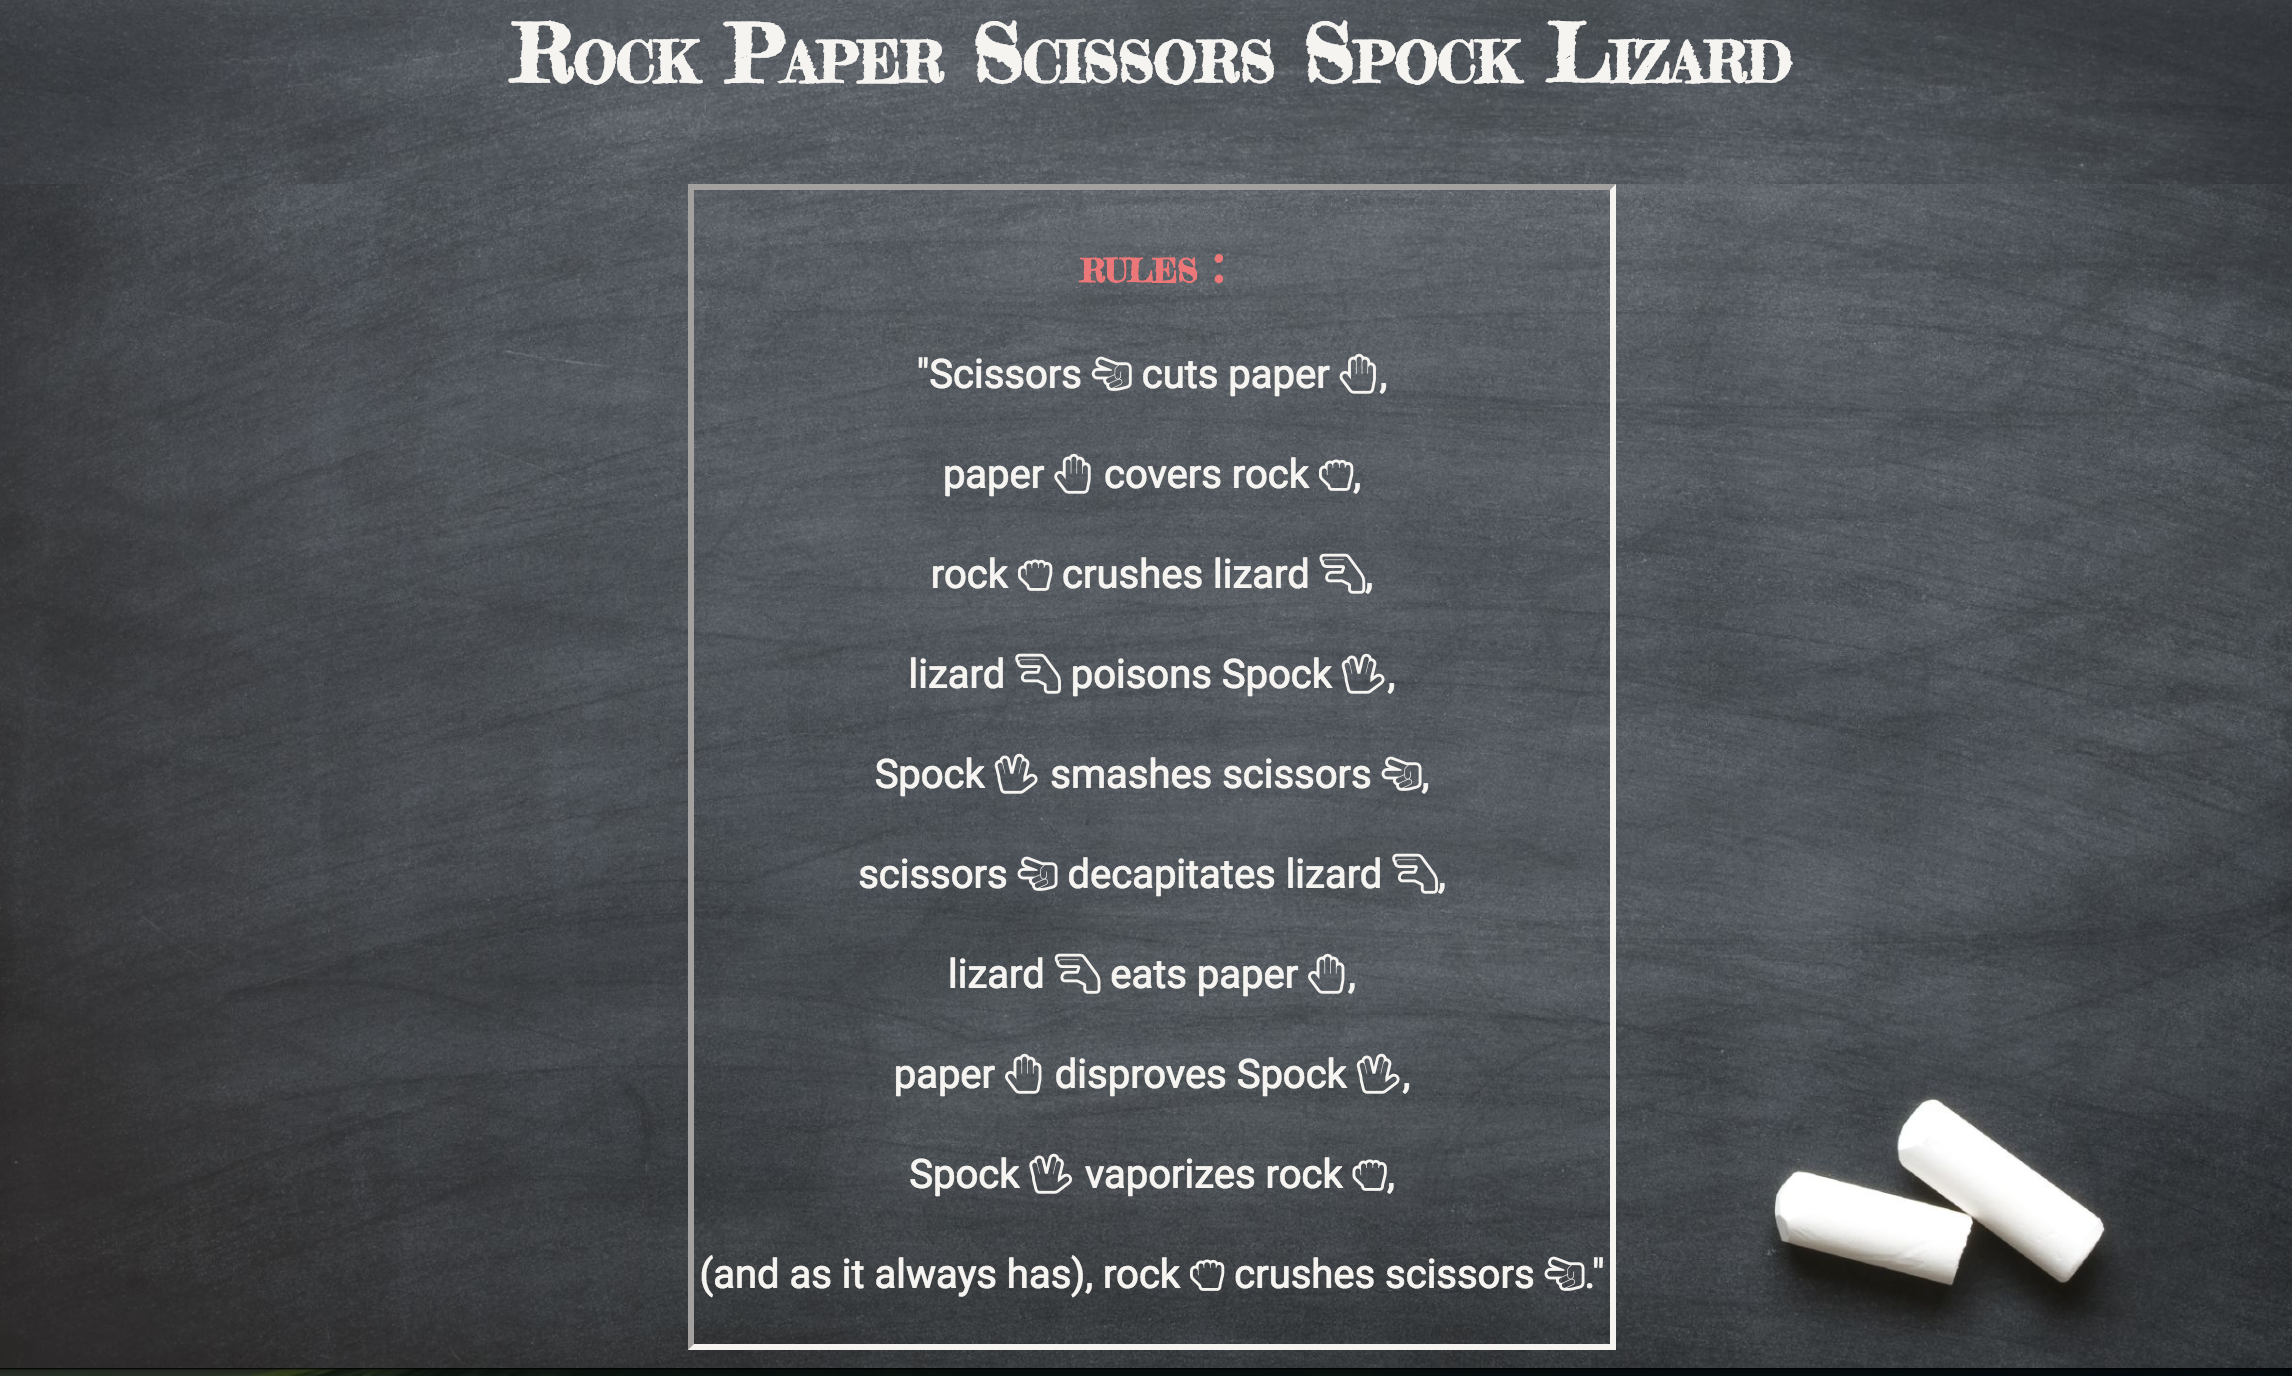 Rock Paper Scissors Spock Lizard
rules :
"Scissors cuts paper ,
paper covers rock ,
rock crushes lizard ,
lizard poisons Spock ,
Spock smashes scissors ,
scissors decapitates lizard ,
lizard eats paper ,
paper disproves Spock ,
Spock vaporizes rock ,
(and as it always has), rock crushes scissors ."